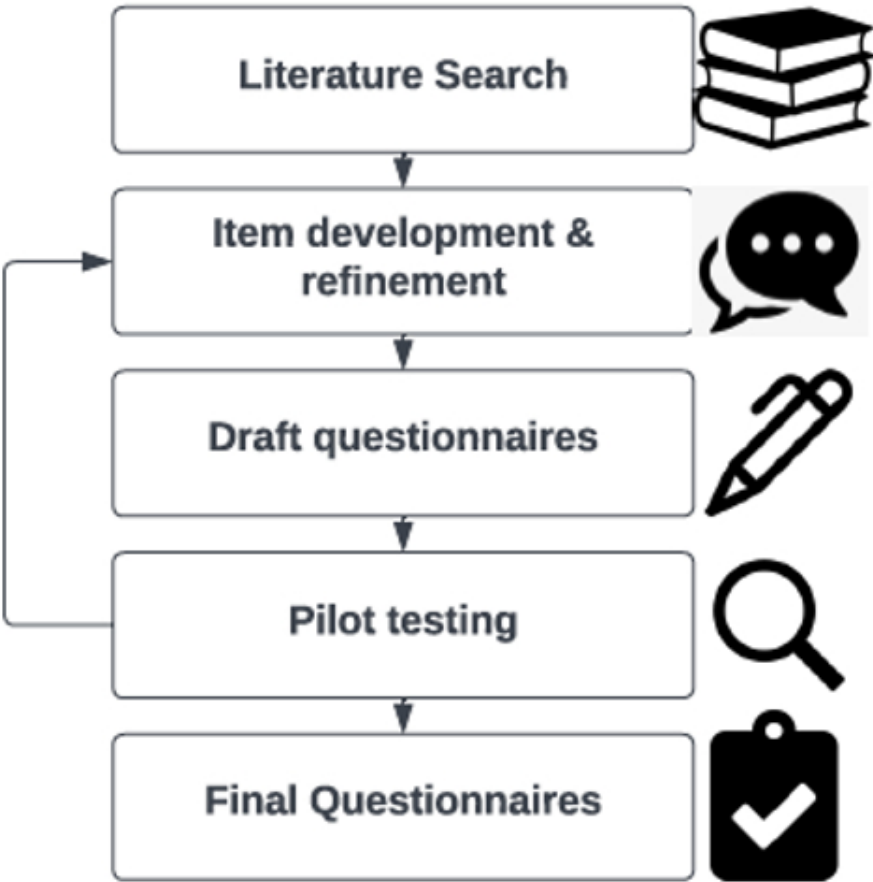 Literature Search
Item development &
refinement
Draft questionnaires
Pilot testing
Final Questionnaires